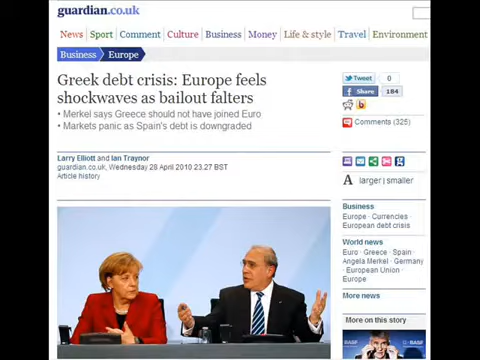 guardian.co.uk
News Sport Comment Culture Business Money Life & style Travel Environment
Business Europe
Greek debt crisis: Europe feels
shockwaves as bailout falters
• Merkel says Greece should not have joined Euro
• Markets panic as Spain's debt is downgraded
Larry Elliott and Ian Traynor
guardian.co.uk, Wednesday 28 April 2010 23.27 BST
Article history
Tweet 0
Share 184
Comments (325)
A larger | smaller
Business
Europe · Currencies ·
European debt crisis
World news
Euro · Greece · Spain ·
Angela Merkel · Germany
· European Union ·
Europe
More news
More on this story
BASF
BASF